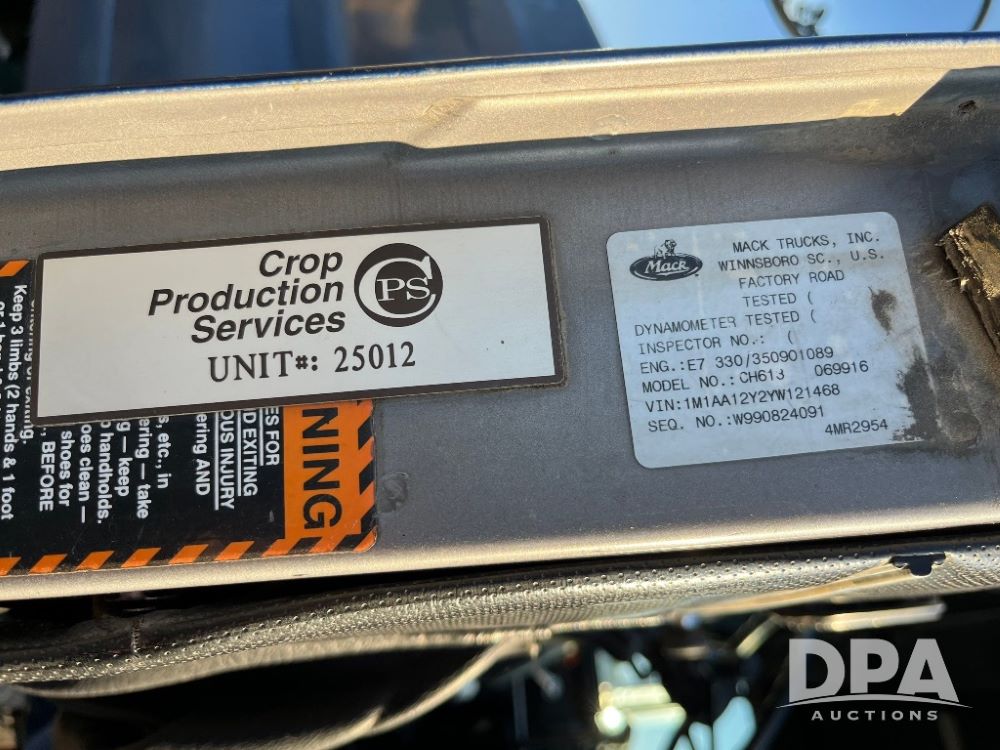 Crop
Production
Services
CPS
UNIT#: 25012
Mack
MACK TRUCKS, INC.
WINNSBORO SC., U.S.
FACTORY ROAD
TESTED (
DYNAMOMETER TESTED (
INSPECTOR NO.: (
ENG.:E7 330/350901089
MODEL NO.:CH613 069916
VIN:1M1AA12Y2YW121468
SEQ. NO.:W990824091
4MR2954
NING
ES FOR
D EXITING
OUS INJURY
ering AND
s, etc., in
ering — take
g — keep
handholds.
oes clean —
shoes for
, BEFORE
Keep 3 limbs (2 hands & 1 foot
DPA
AUCTIONS